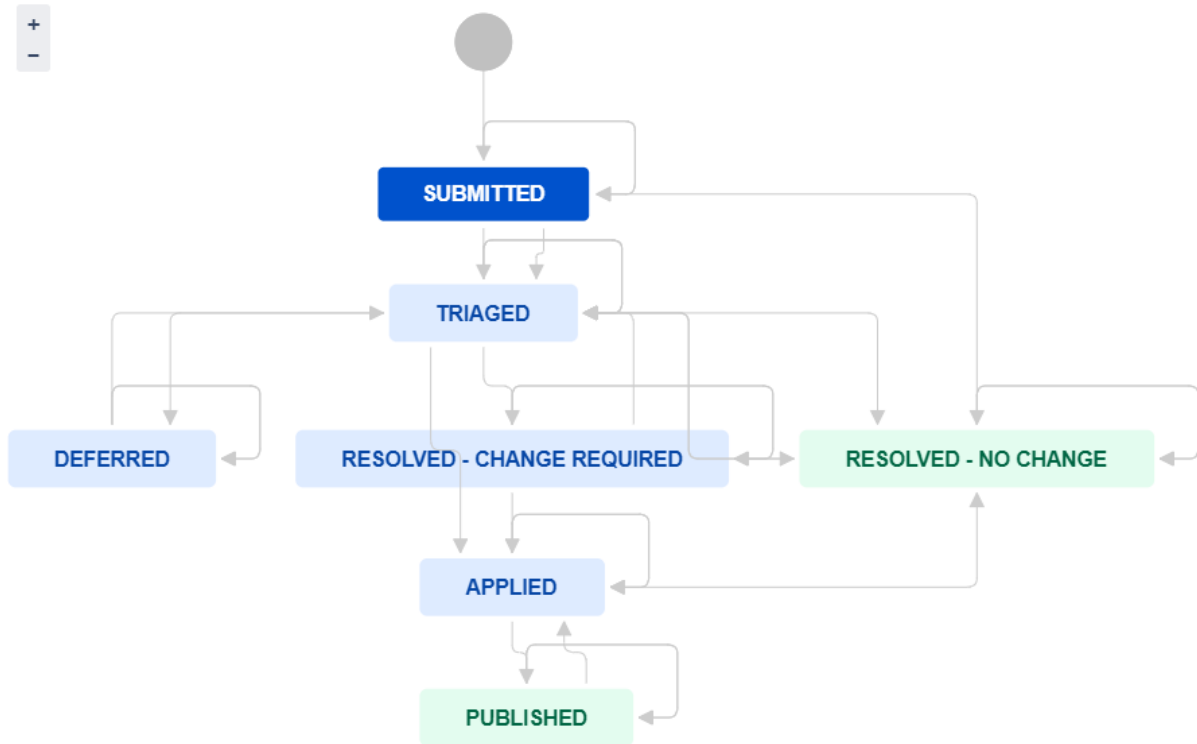 +
−
SUBMITTED
TRIAGED
DEFERRED
RESOLVED - CHANGE REQUIRED
RESOLVED - NO CHANGE
APPLIED
PUBLISHED